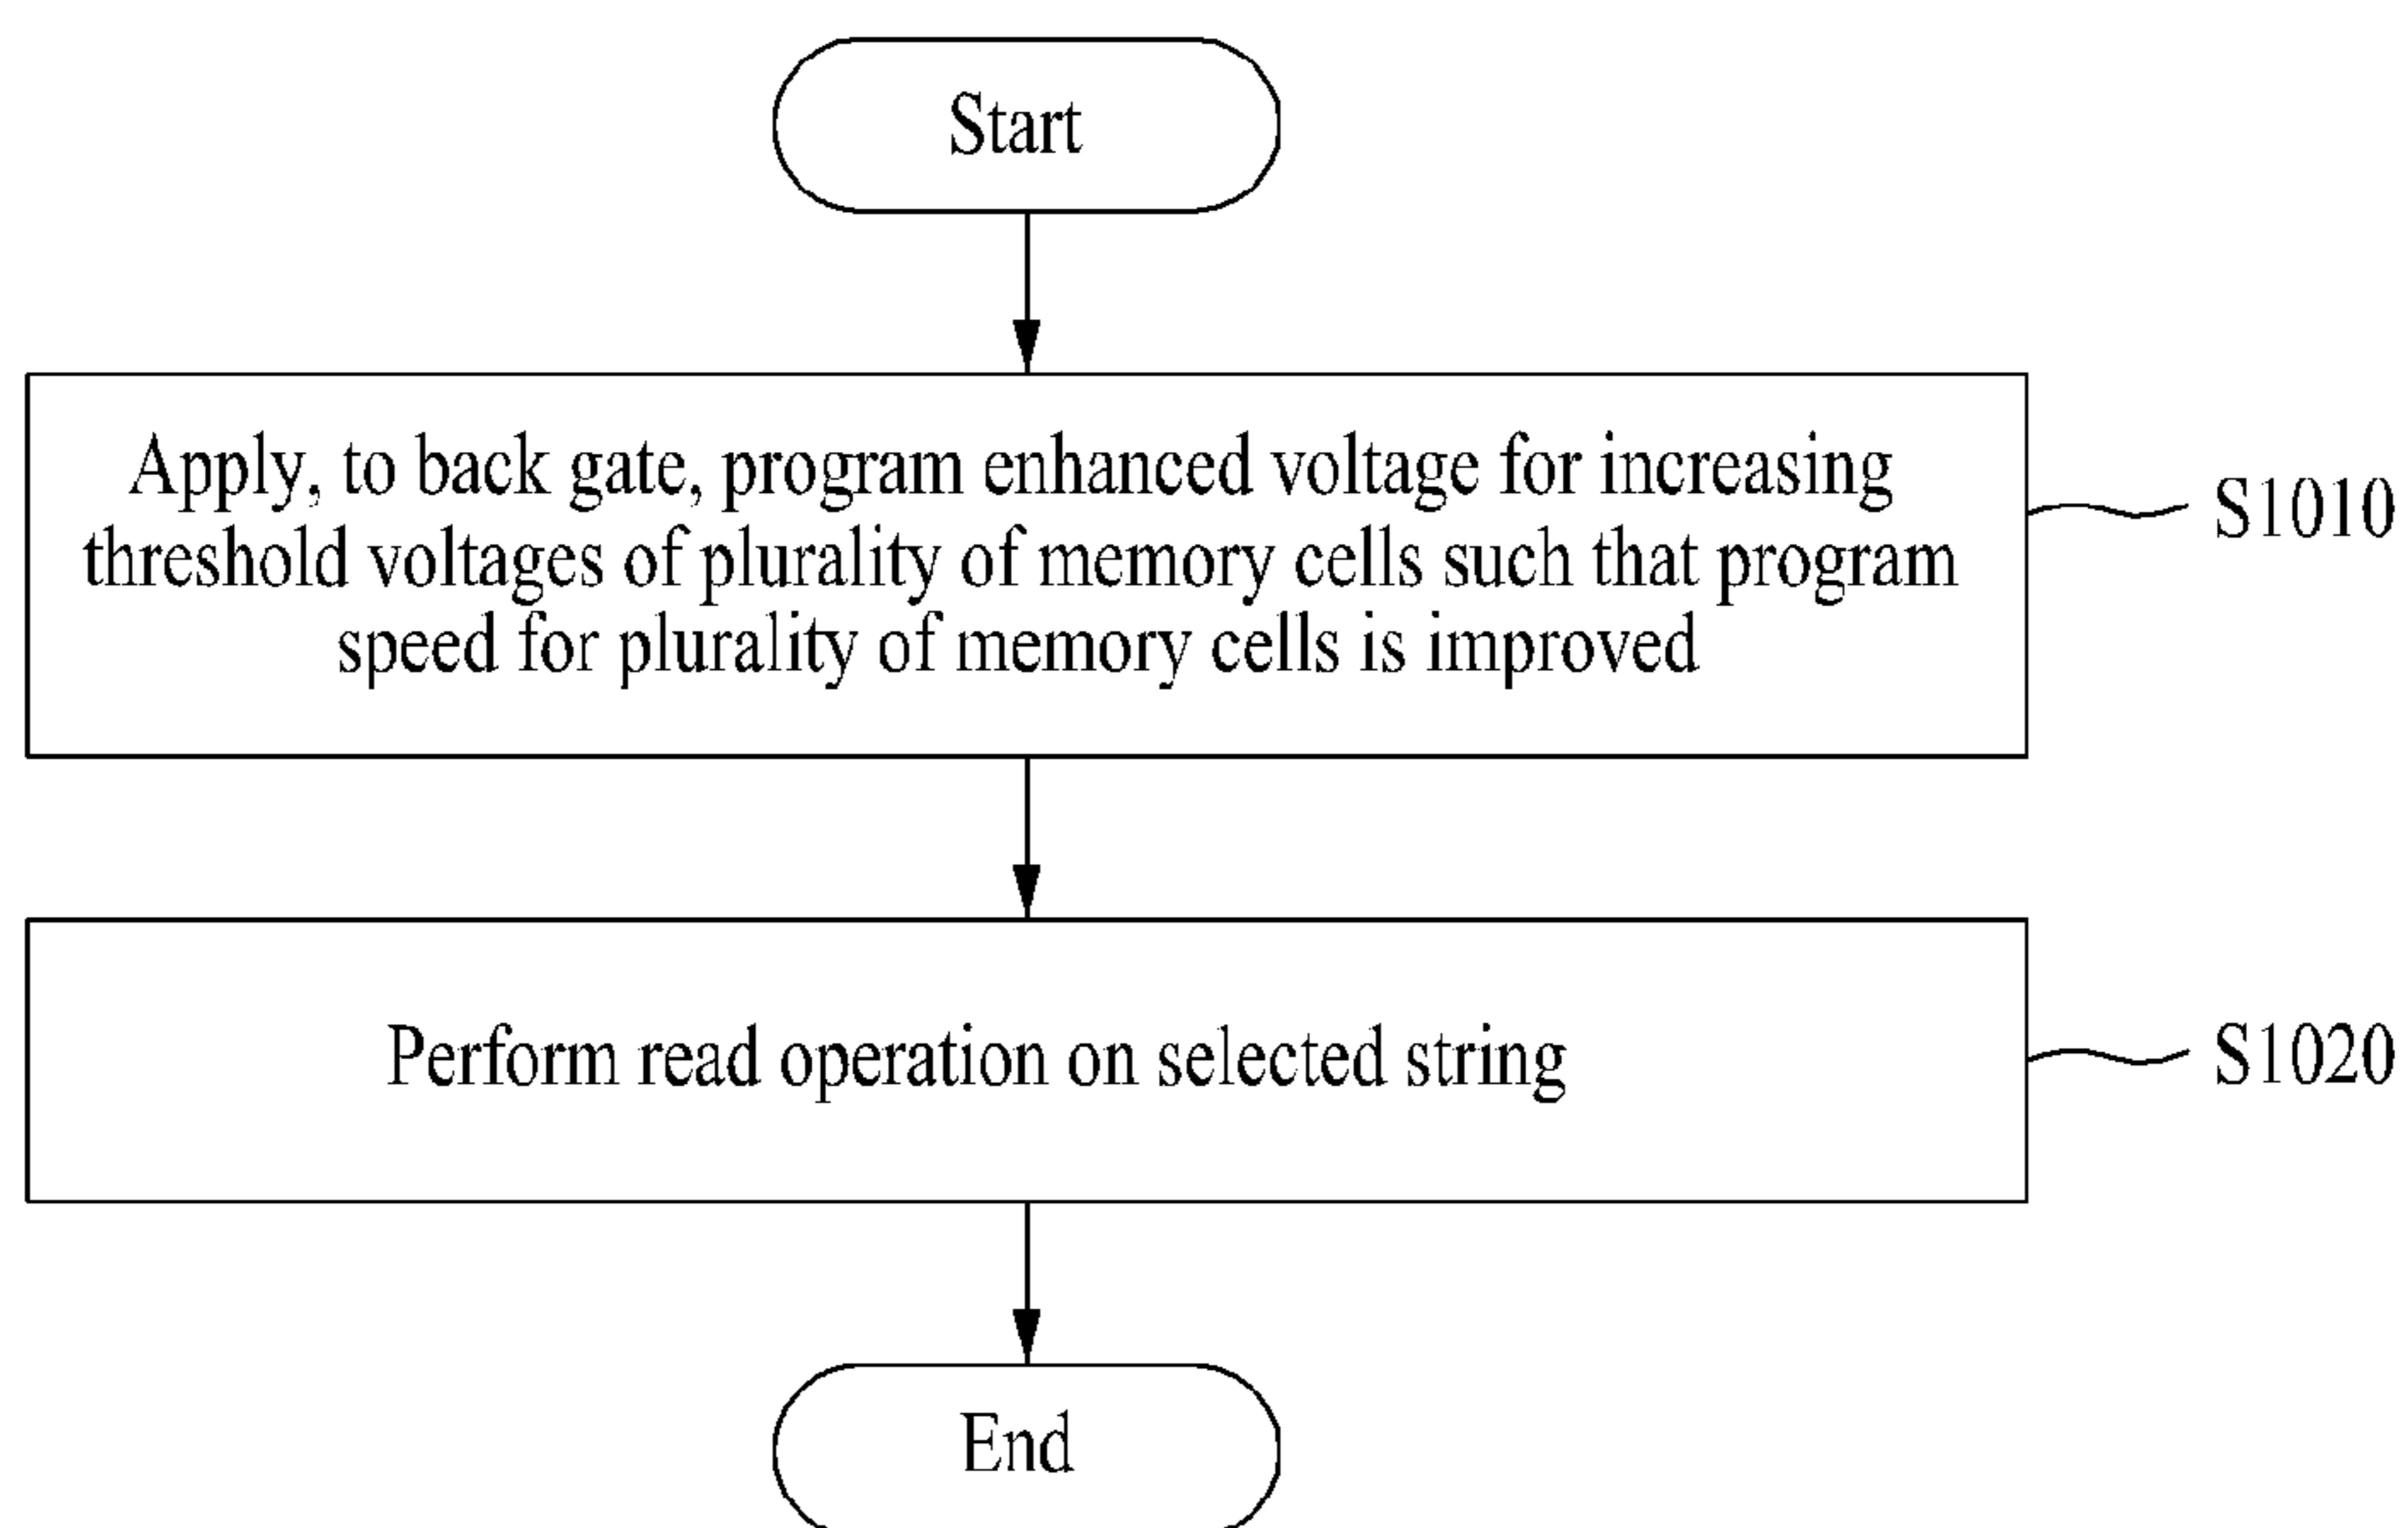 Start
Apply, to back gate, program enhanced voltage for increasing
threshold voltages of plurality of memory cells such that program
speed for plurality of memory cells is improved
S1010
Perform read operation on selected string
S1020
End